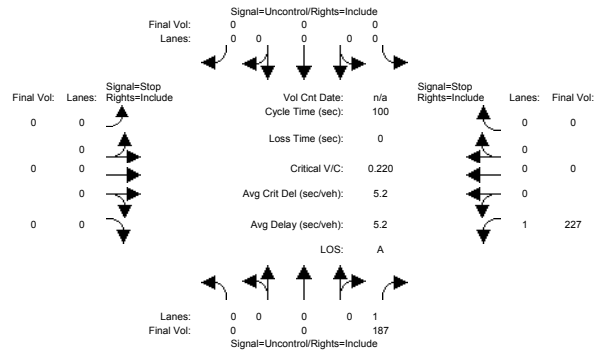 Signal=Uncontrol/Rights=Include
Final Vol: 0 0 0
Lanes: 0 0 0 0 0
Signal=Stop
Final Vol: Lanes: Rights=Include
Vol Cnt Date: n/a
Signal=Stop
Rights=Include Lanes: Final Vol:
Cycle Time (sec): 100
0 0
0 0
Loss Time (sec): 0
0
0
0 0
Critical V/C: 0.220
0 0
0
Avg Crit Del (sec/veh): 5.2
0
0 0
Avg Delay (sec/veh): 5.2
1 227
LOS: A
Lanes: 0 0 0 0 1
Final Vol: 0 0 187
Signal=Uncontrol/Rights=Include